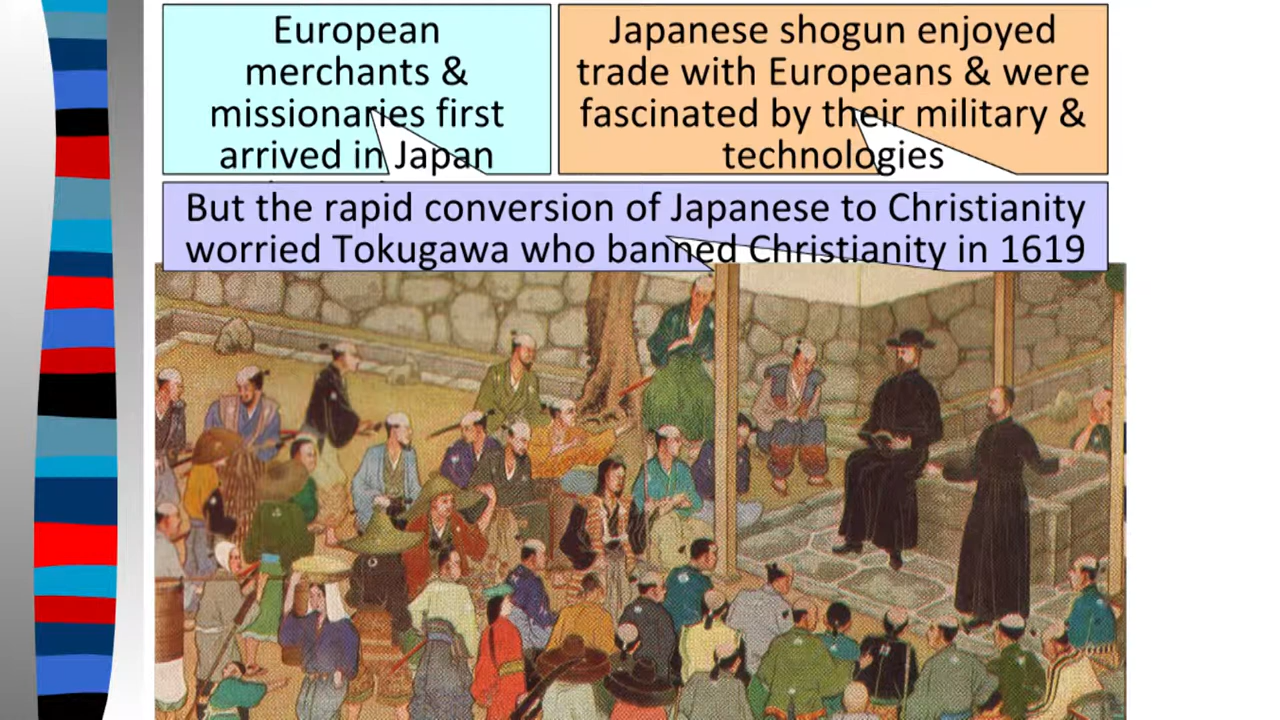 European
merchants &
missionaries first
arrived in Japan
Japanese shogun enjoyed
trade with Europeans & were
fascinated by their military &
technologies
But the rapid conversion of Japanese to Christianity
worried Tokugawa who banned Christianity in 1619